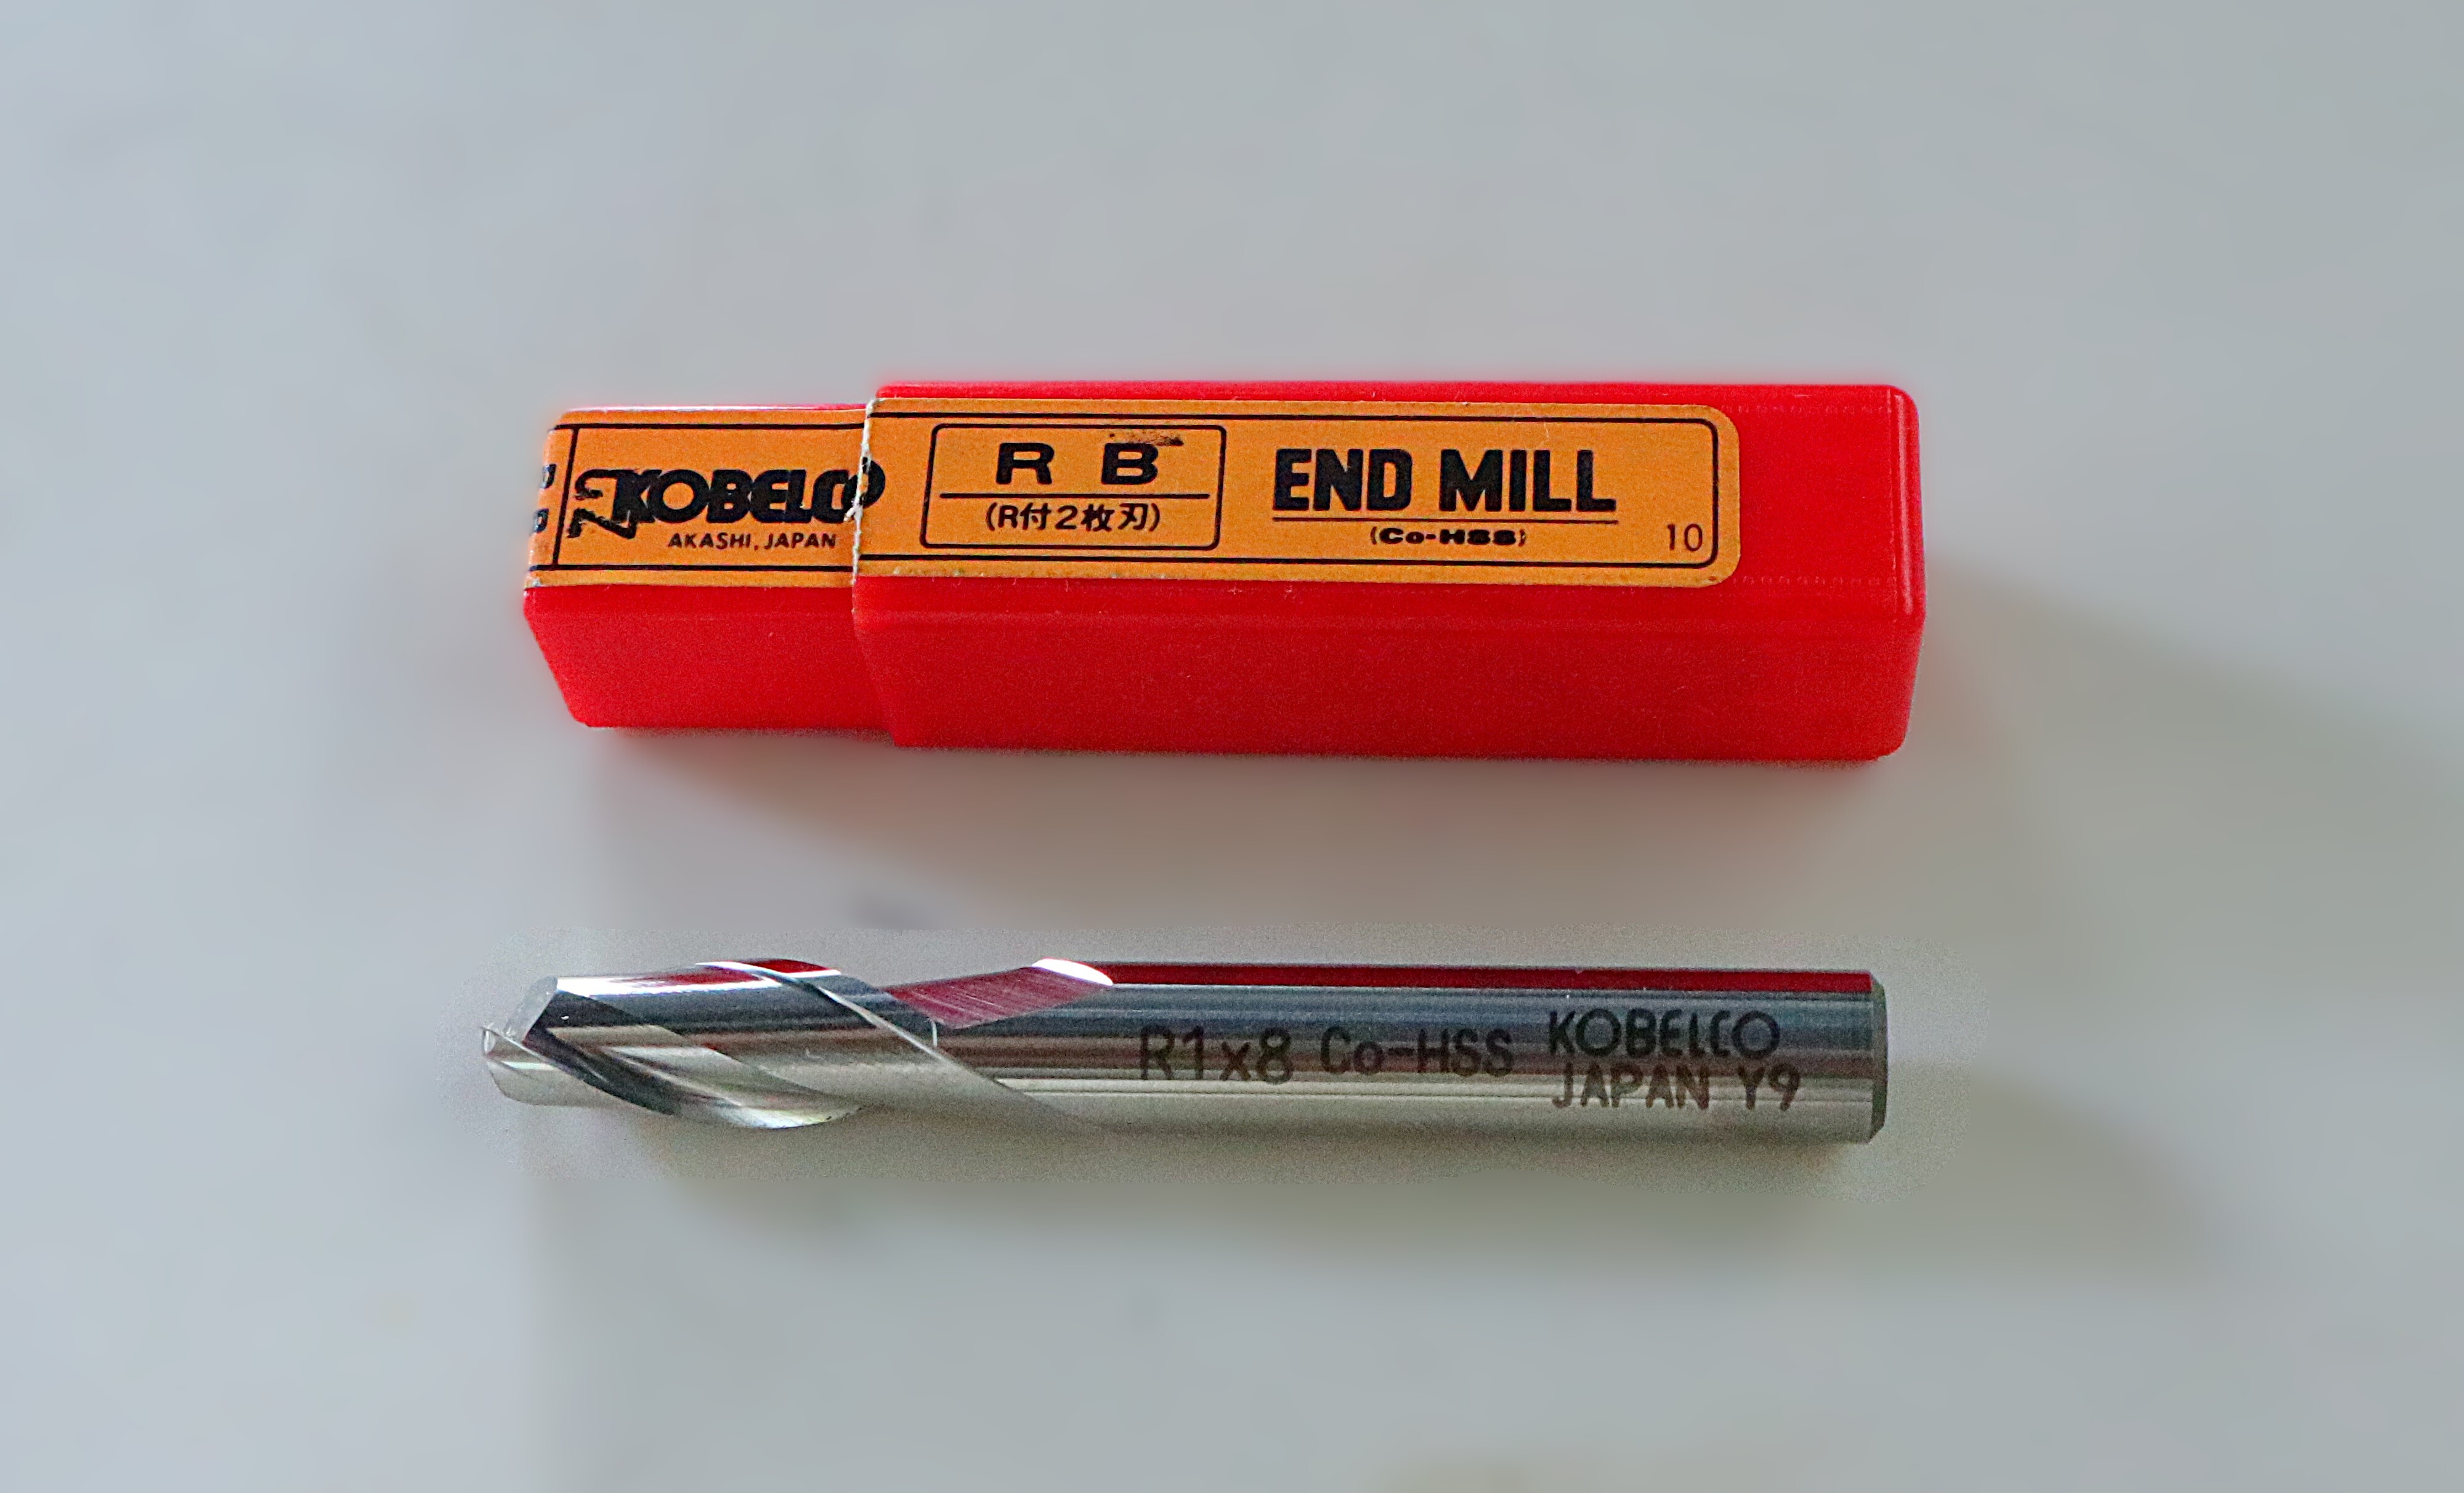 KOBELCO
AKASHI, JAPAN
R B
(R付2枚刃)
END MILL
(Co-HSS)
10
R1x8 Co-HSS KOBELCO
JAPAN Y9